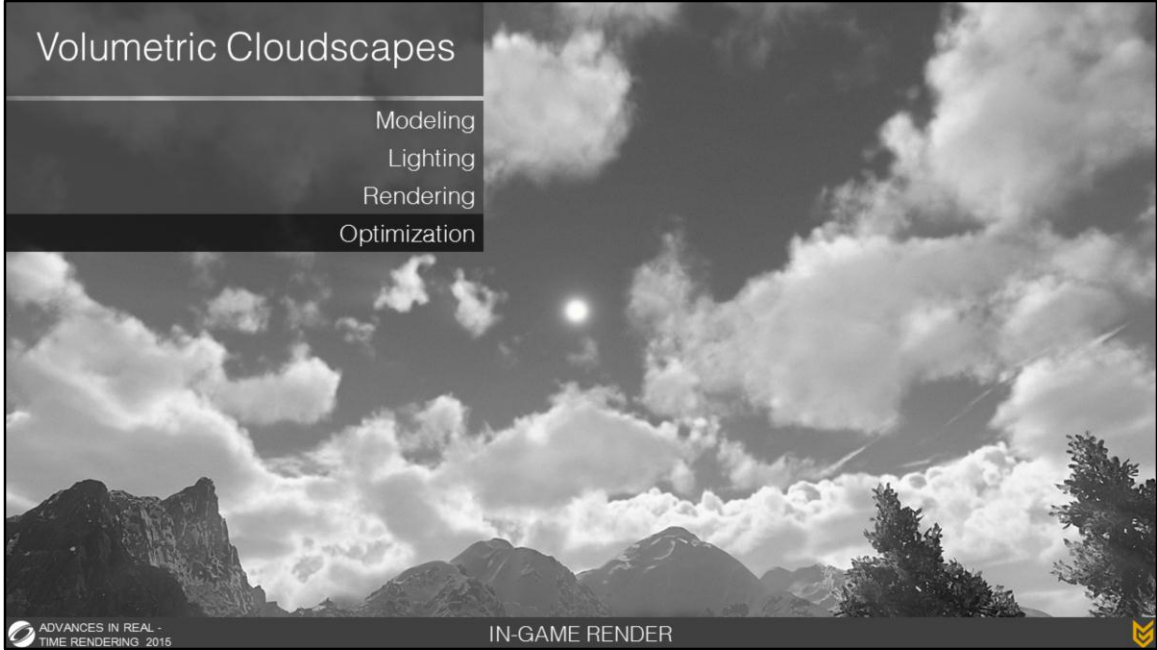 Volumetric Cloudscapes
Modeling
Lighting
Rendering
Optimization
ADVANCES IN REAL -
TIME RENDERING 2015
IN-GAME RENDER